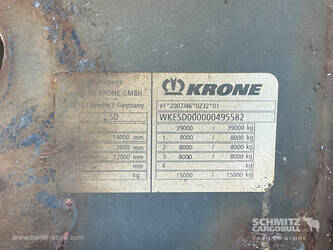 KRONE
KRONE GMBH
Werlte / Germany
e1*2007/46*0232*01
SD
WKESD000000495582
39000 / 39000 kg
14000 mm
1 - 8000 / 8000 kg
2600 mm
2 - 8000 / 8000 kg
12000 mm
3 - 8000 / 8000 kg
4 - kg
mm
15000 / 15000 kg
www.trailer-store.com
SCHMITZ
CARGOBULL
Trailer Store